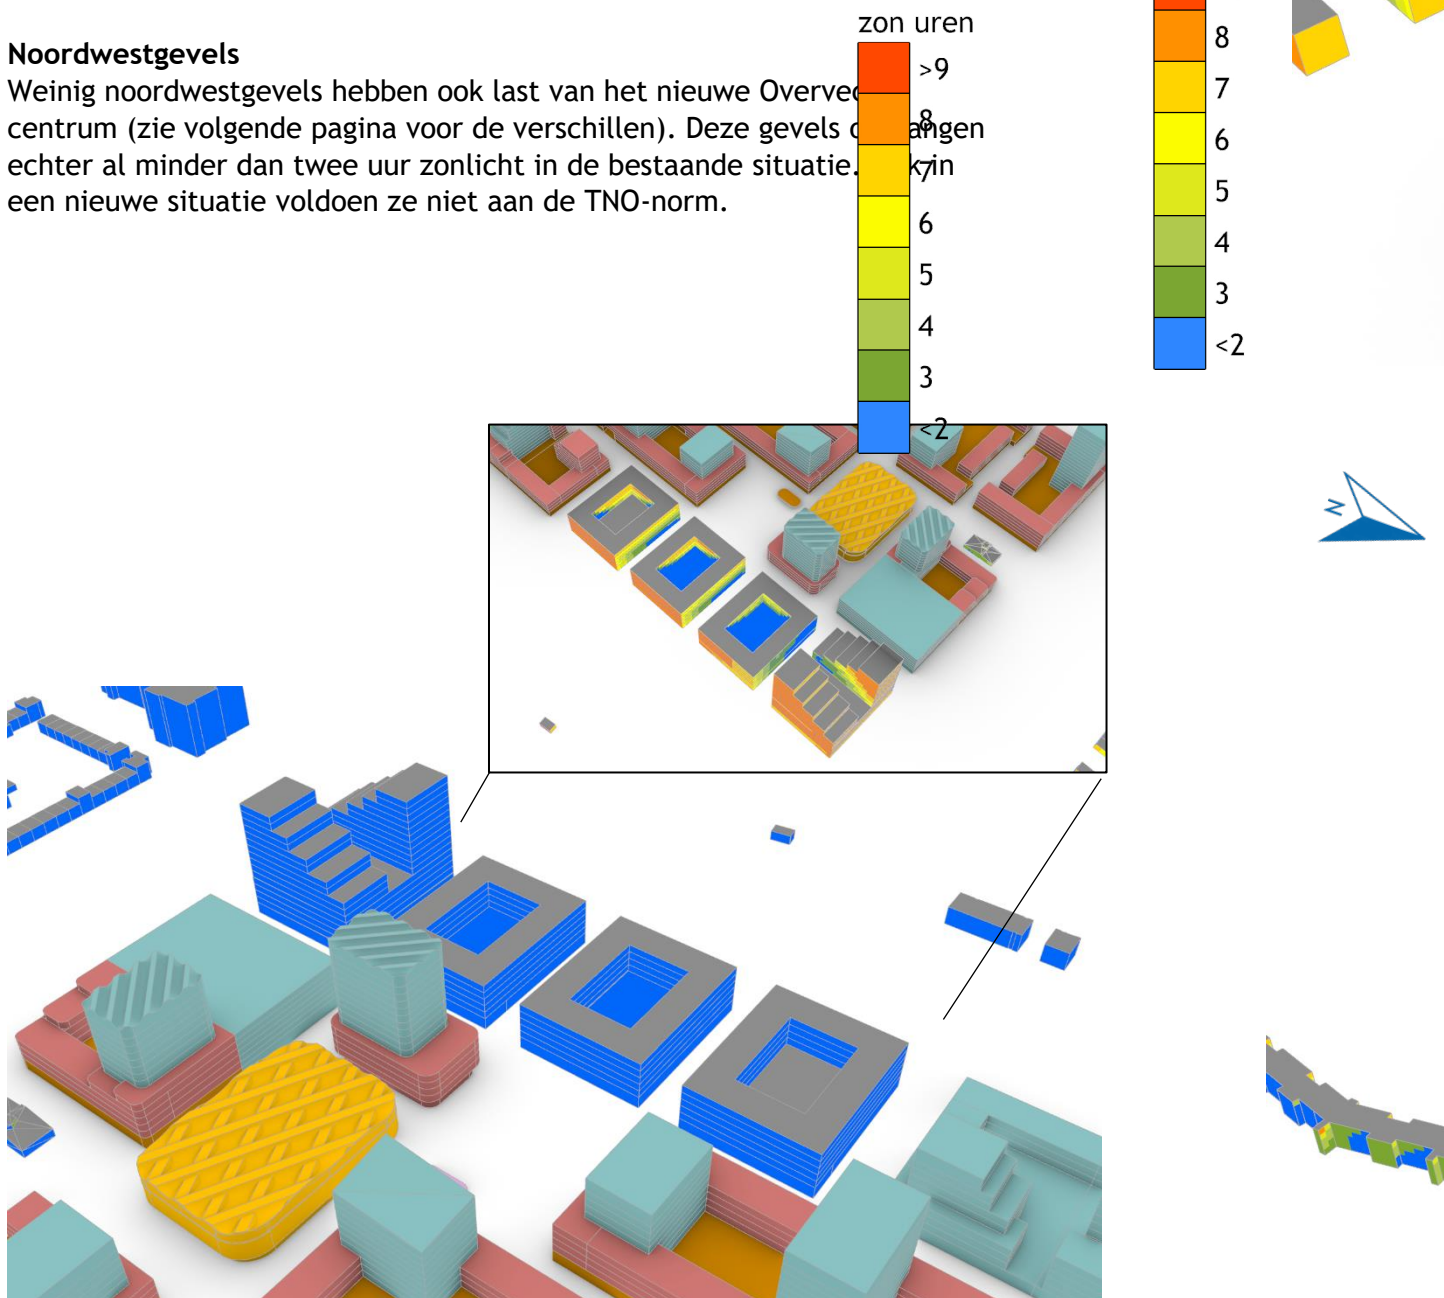 Noordwestgevels
Weinig noordwestgevels hebben ook last van het nieuwe
centrum (zie volgende pagina voor de verschillen). Deze gevels
echter al minder dan twee uur zonlicht in de bestaande situatie. in
een nieuwe situatie voldoen ze niet aan de TNO-norm.
zon uren
>9
8
7
6
5
4
3
<2
8
7
6
5
4
3
<2
N